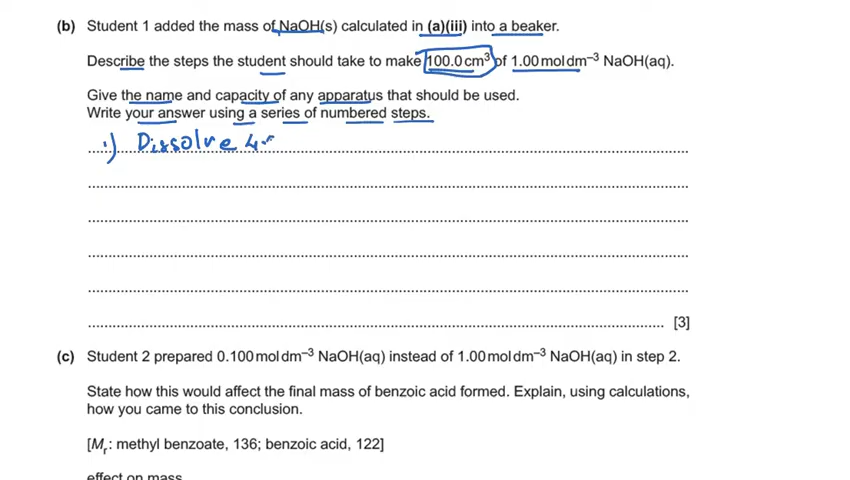 (b) Student 1 added the mass of NaOH(s) calculated in (a)(iii) into a beaker.
Describe the steps the student should take to make 100.0 cm³ of 1.00 mol dm⁻³ NaOH(aq).
Give the name and capacity of any apparatus that should be used.
Write your answer using a series of numbered steps.
1) Dissolve 4.
[3]
(c) Student 2 prepared 0.100 mol dm⁻³ NaOH(aq) instead of 1.00 mol dm⁻³ NaOH(aq) in step 2.
State how this would affect the final mass of benzoic acid formed. Explain, using calculations,
how you came to this conclusion.
[Mr: methyl benzoate, 136; benzoic acid, 122]
effect on mass